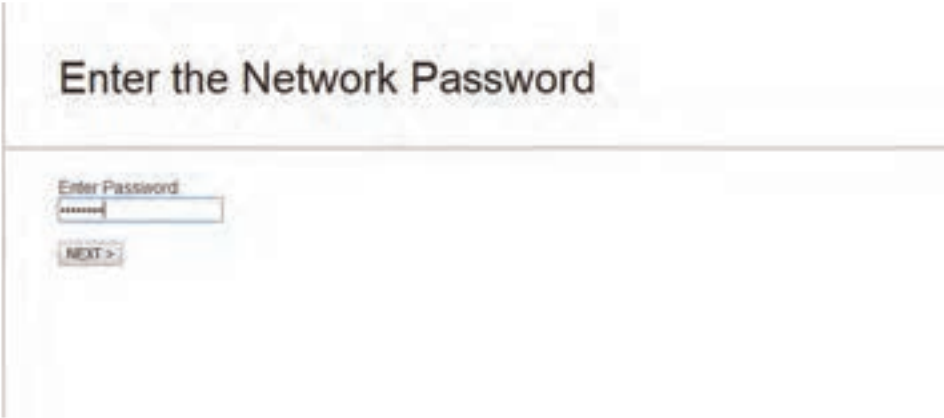 Enter the Network Password
Enter Password
••••••••
NEXT >